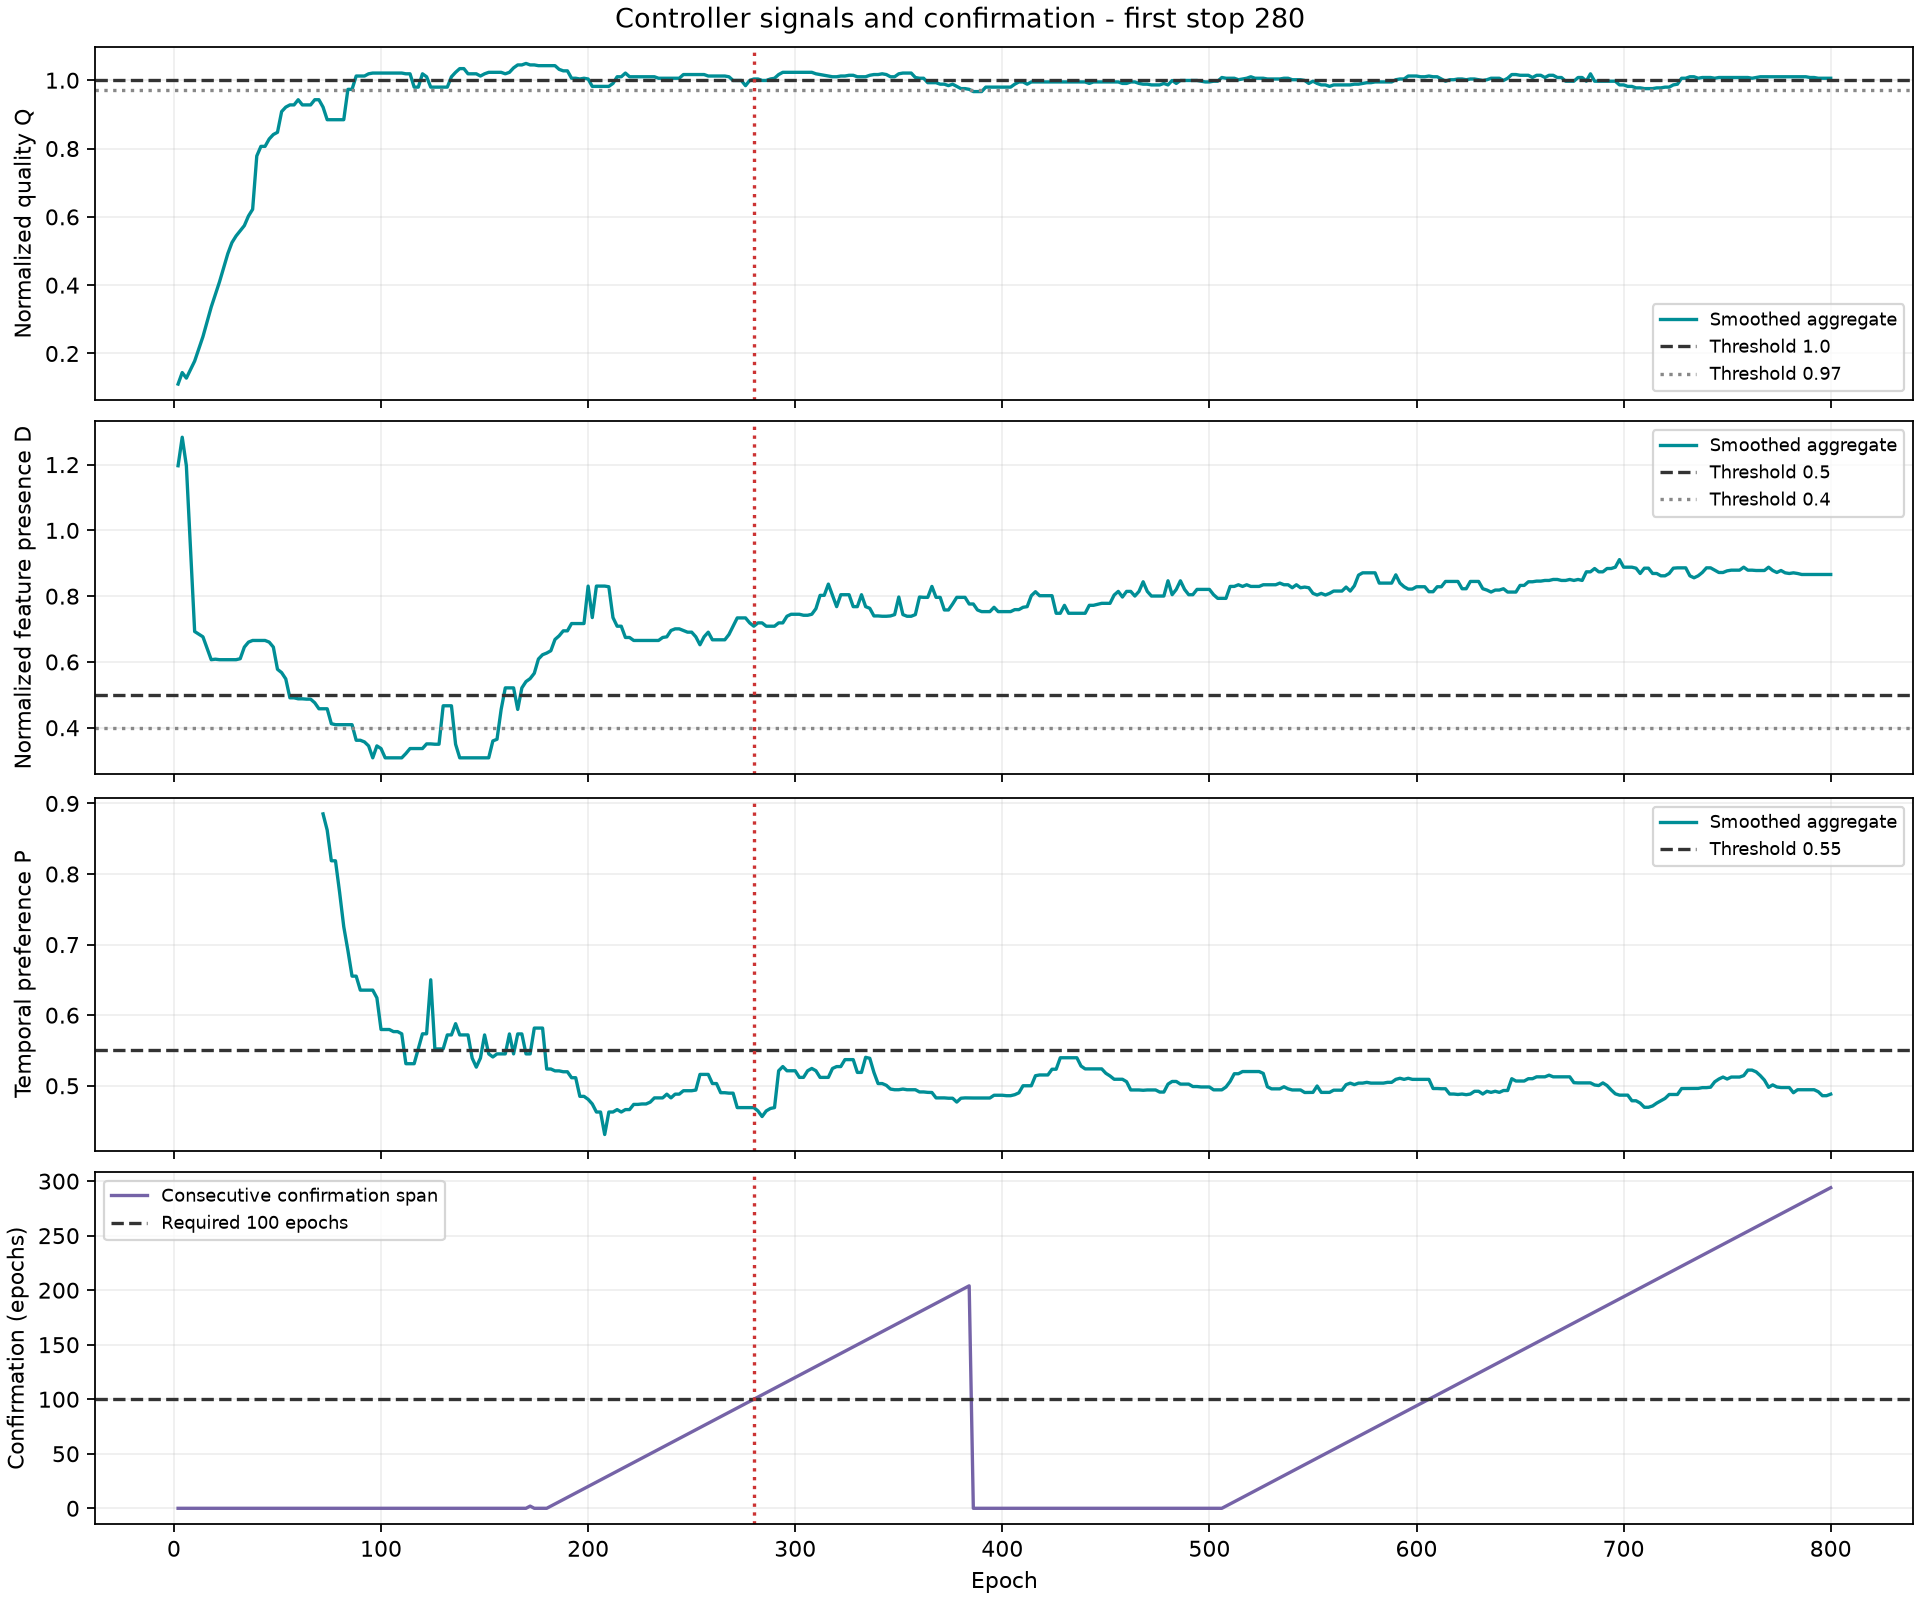 Controller signals and confirmation - first stop 280
Normalized quality Q
1.0
0.8
0.6
0.4
0.2
Smoothed aggregate
Threshold 1.0
Threshold 0.97
Normalized feature presence D
1.2
1.0
0.8
0.6
0.4
Smoothed aggregate
Threshold 0.5
Threshold 0.4
Temporal preference P
0.9
0.8
0.7
0.6
0.5
Smoothed aggregate
Threshold 0.55
Confirmation (epochs)
300
250
200
150
100
50
0
Consecutive confirmation span
Required 100 epochs
0 100 200 300 400 500 600 700 800
Epoch